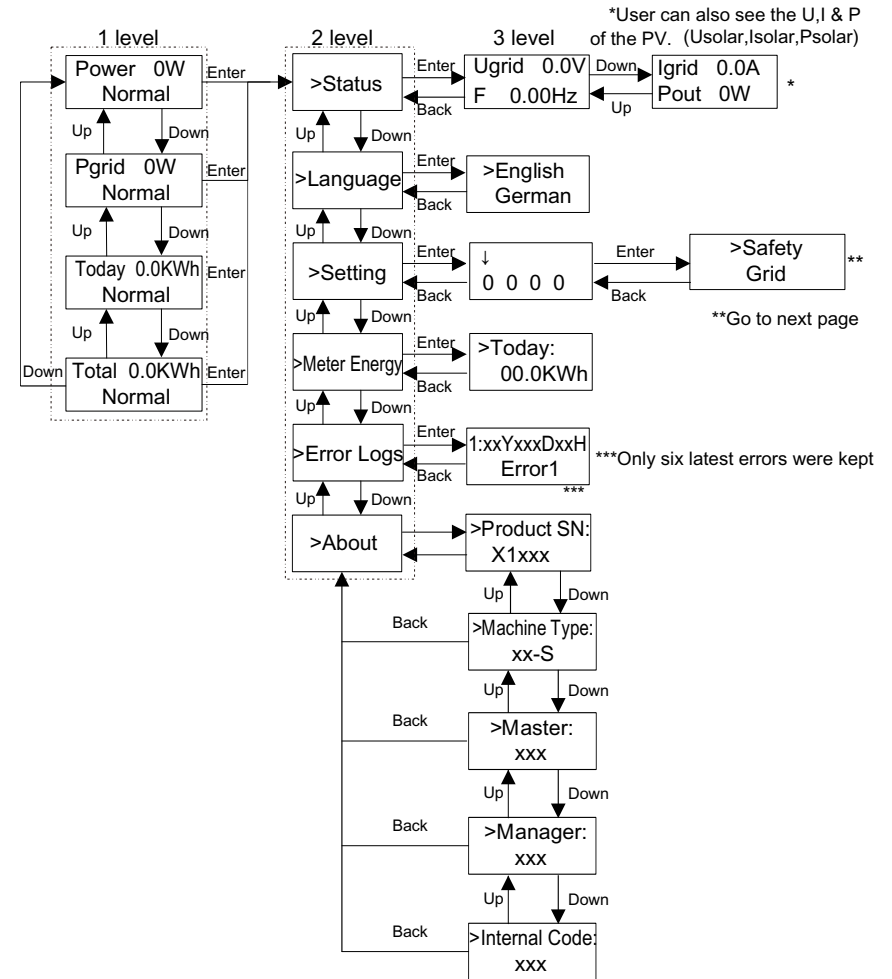 *User can also see the U,I & P
of the PV. (Usolar,Isolar,Psolar)
1 level
2 level
3 level
Power 0W
Normal
Enter
Up
Down
Pgrid 0W
Normal
Enter
Up
Down
Today 0.0KWh
Normal
Enter
Up
Down
Down
Total 0.0KWh
Normal
Enter
>Status
Enter
Back
Ugrid 0.0V
F 0.00Hz
Down
Up
Igrid 0.0A
Pout 0W
*
Up
Down
>Language
Enter
Back
>English
German
Up
Down
>Setting
Enter
Back
↓
0 0 0 0
Enter
Back
>Safety
Grid
**
**Go to next page
Up
Down
>Meter Energy
Enter
Back
>Today:
00.0KWh
Up
Down
>Error Logs
Enter
Back
1:xxYxxxDxxH
Error1
***
***Only six latest errors were kept
Up
Down
>About
>Product SN:
X1xxx
Up
Down
Back
>Machine Type:
xx-S
Up
Down
Back
>Master:
xxx
Up
Down
Back
>Manager:
xxx
Up
Down
Back
>Internal Code:
xxx